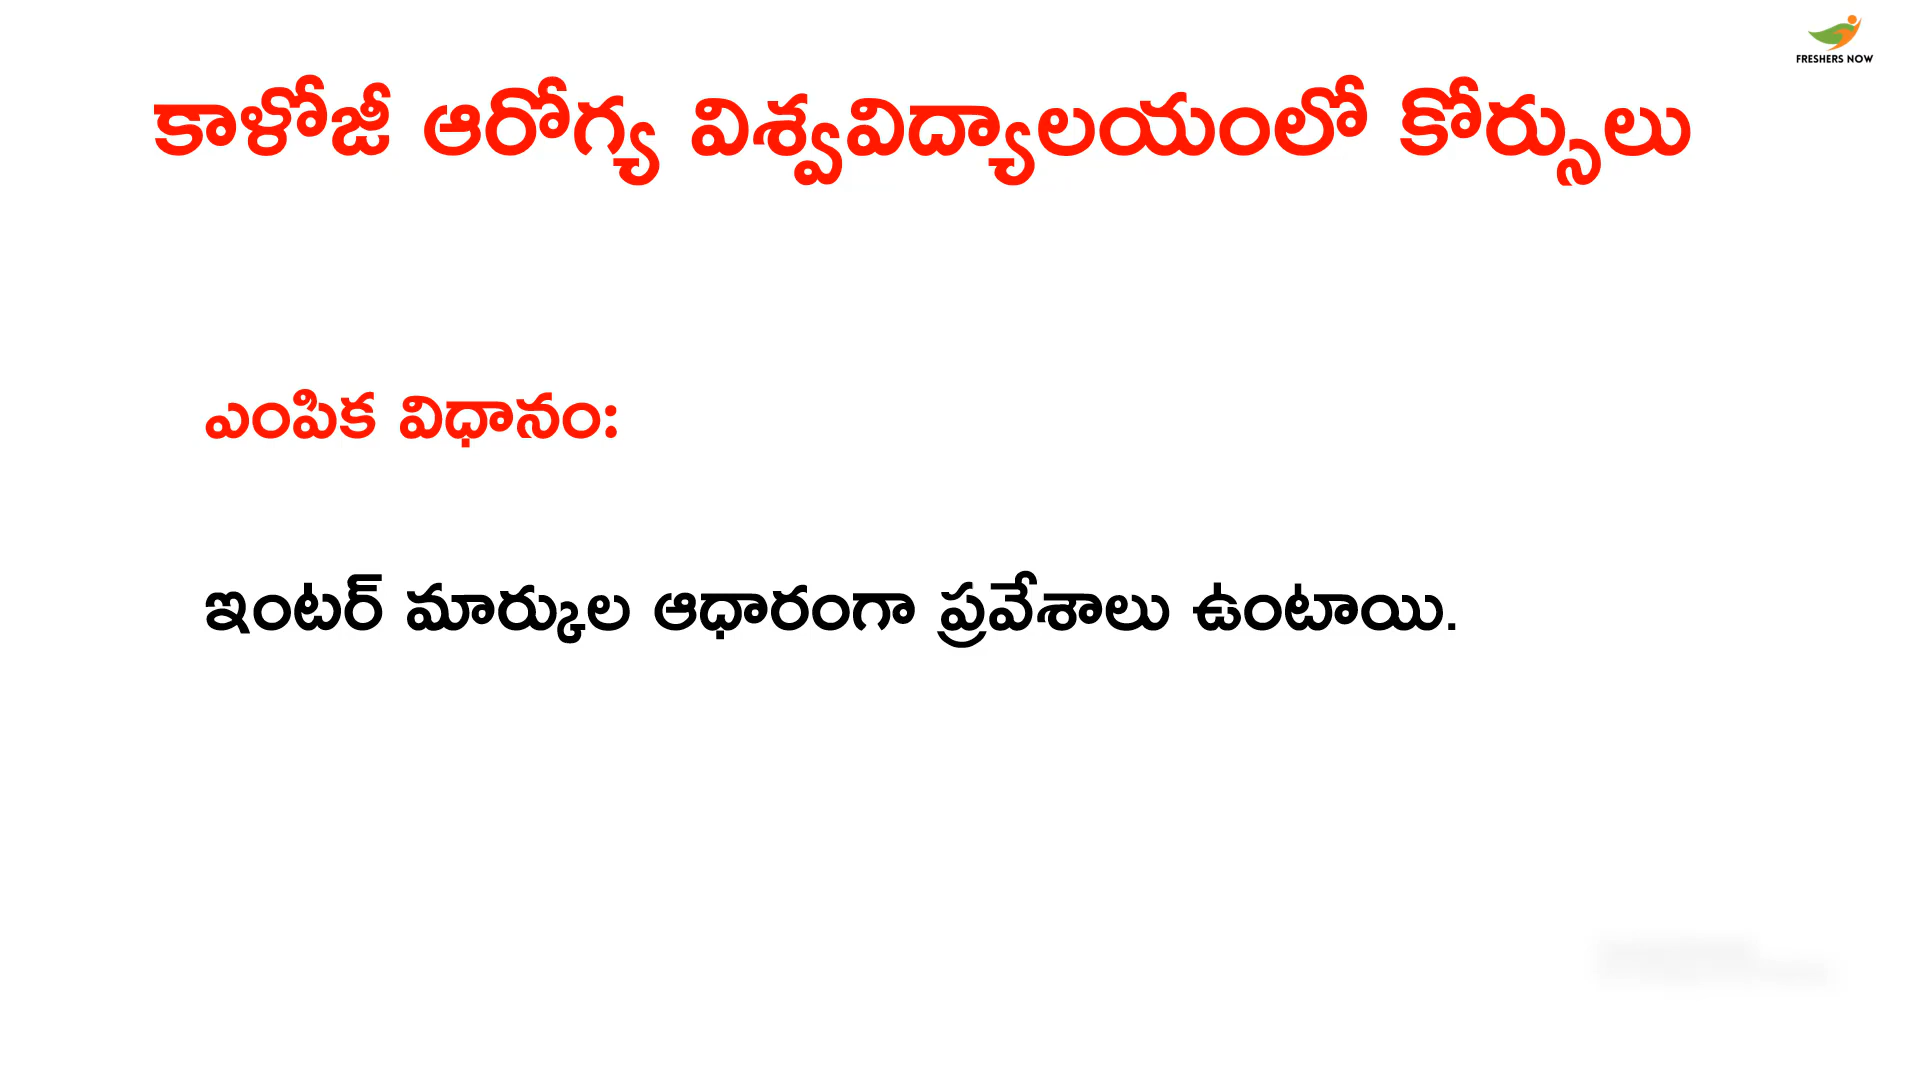 FRESHERS NOW
కాళోజీ ఆరోగ్య విశ్వవిద్యాలయంలో కోర్సులు
ఎంపిక విధానం:
ఇంటర్ మార్కుల ఆధారంగా ప్రవేశాలు ఉంటాయి.